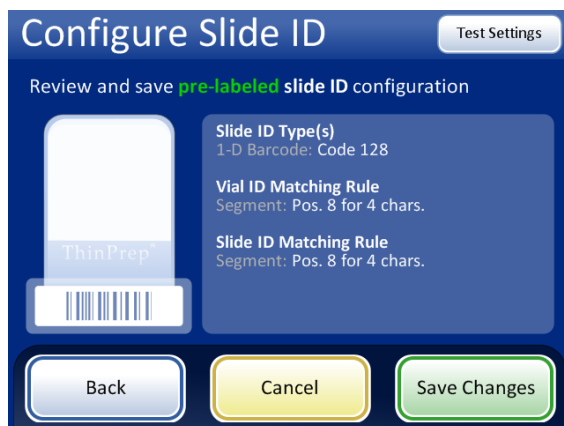 Configure Slide ID
Test Settings
Review and save pre-labeled slide ID configuration
Slide ID Type(s)
1-D Barcode: Code 128
Vial ID Matching Rule
Segment: Pos. 8 for 4 chars.
Slide ID Matching Rule
Segment: Pos. 8 for 4 chars.
ThinPrep®
Back
Cancel
Save Changes